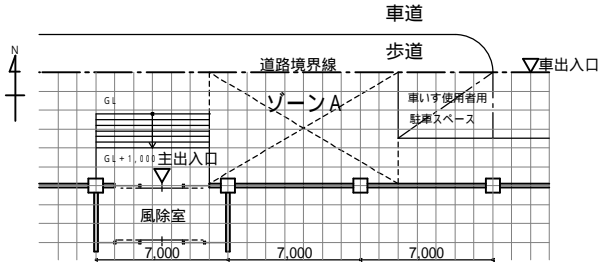 車道
歩道
N
道路境界線
車出入口
ゾーンA
車いす使用者用
駐車スペース
GL
GL+1,000
主出入口
風除室
7,000
7,000
7,000